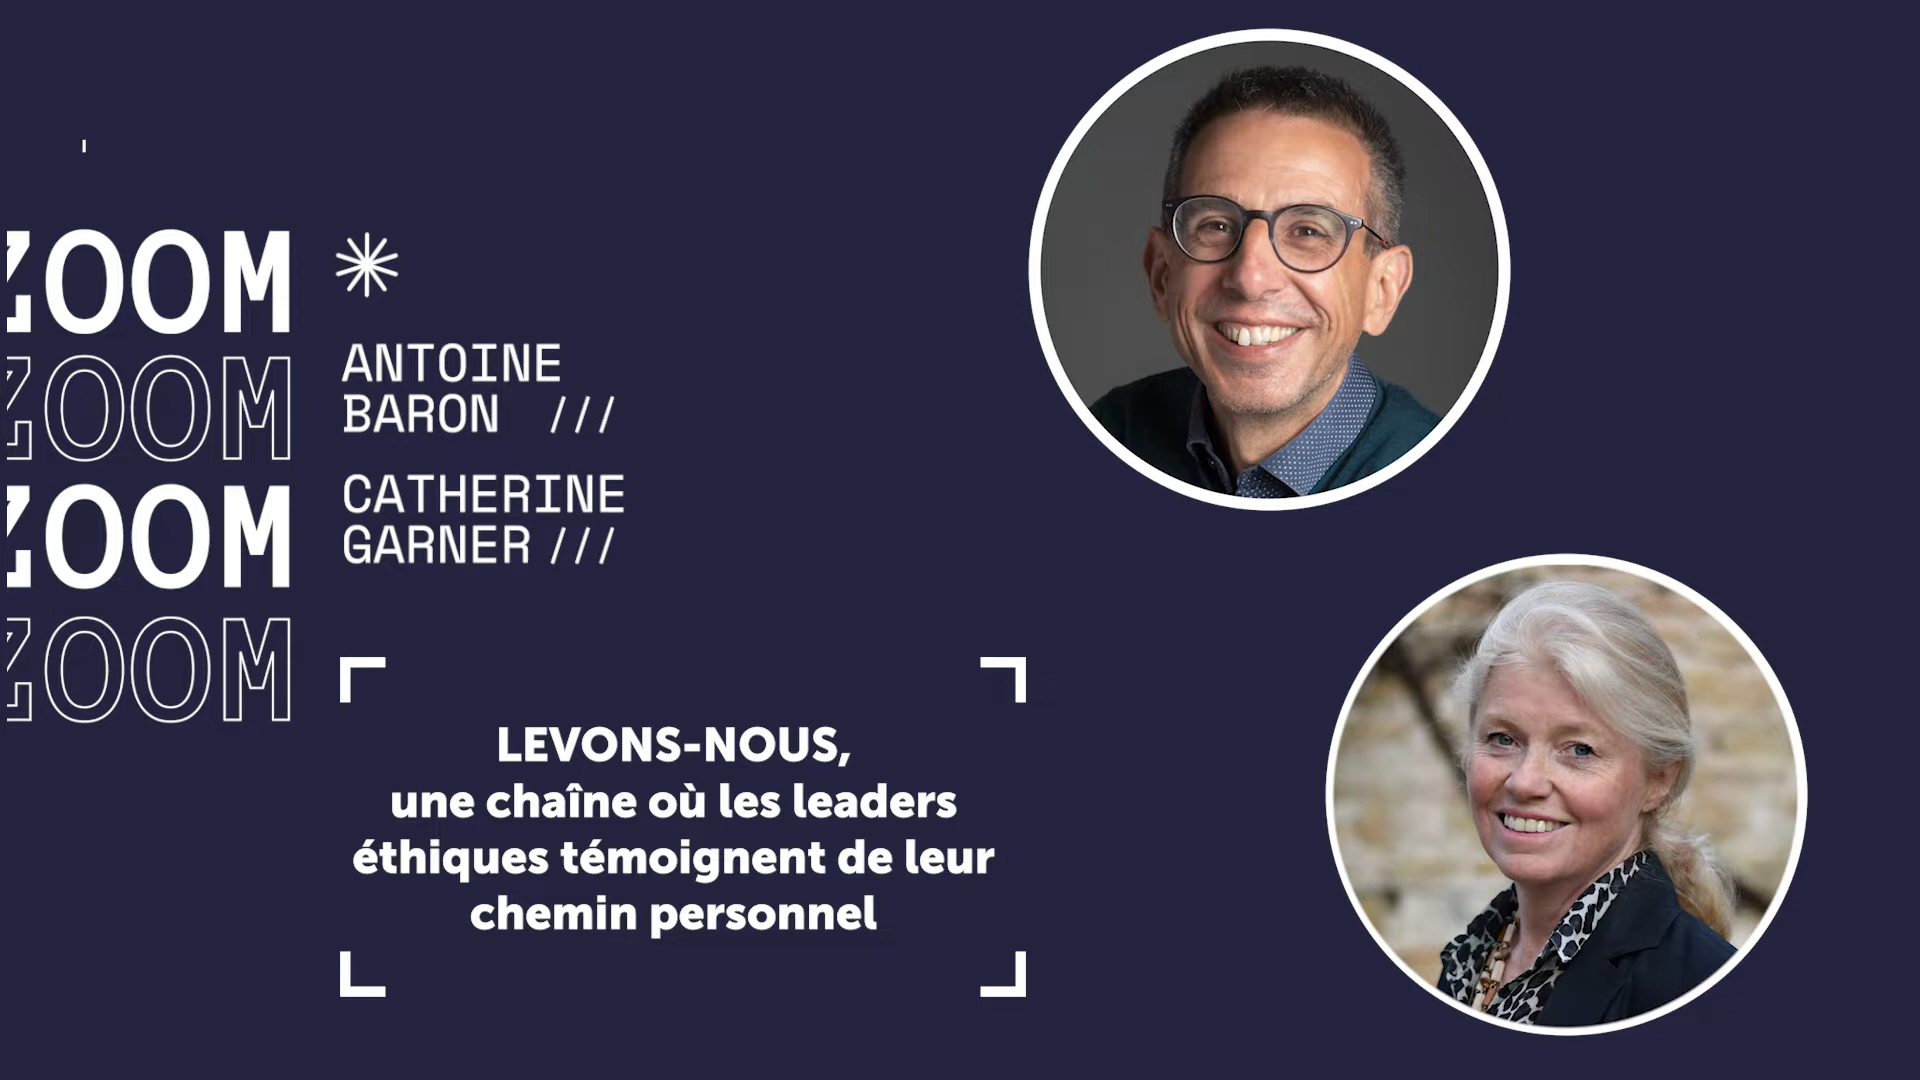 ZOOM
ZOOM
ZOOM
ZOOM
ANTOINE
BARON ///
CATHERINE
GARNER ///
LEVONS-NOUS,
une chaîne où les leaders
éthiques témoignent de leur
chemin personnel